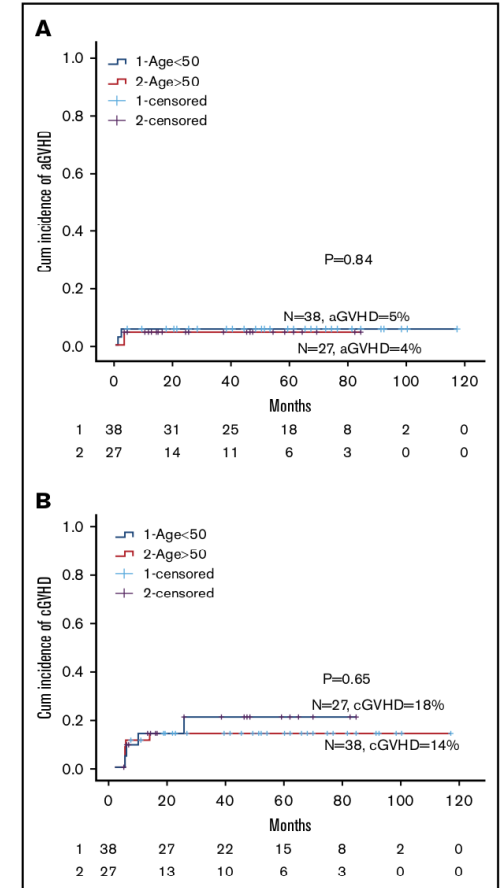 A
1.0
0.8
0.6
0.4
0.2
0.0
Cum incidence of aGVHD
1-Age<50
2-Age>50
1-censored
2-censored
P=0.84
N=38, aGVHD=5%
N=27, aGVHD=4%
0 20 40 60 80 100 120
Months
1 38 31 25 18 8 2 0
2 27 14 11 6 3 0 0
B
1.0
0.8
0.6
0.4
0.2
0.0
Cum incidence of cGVHD
1-Age<50
2-Age>50
1-censored
2-censored
P=0.65
N=27, cGVHD=18%
N=38, cGVHD=14%
0 20 40 60 80 100 120
Months
1 38 27 22 15 8 2 0
2 27 13 10 6 3 0 0